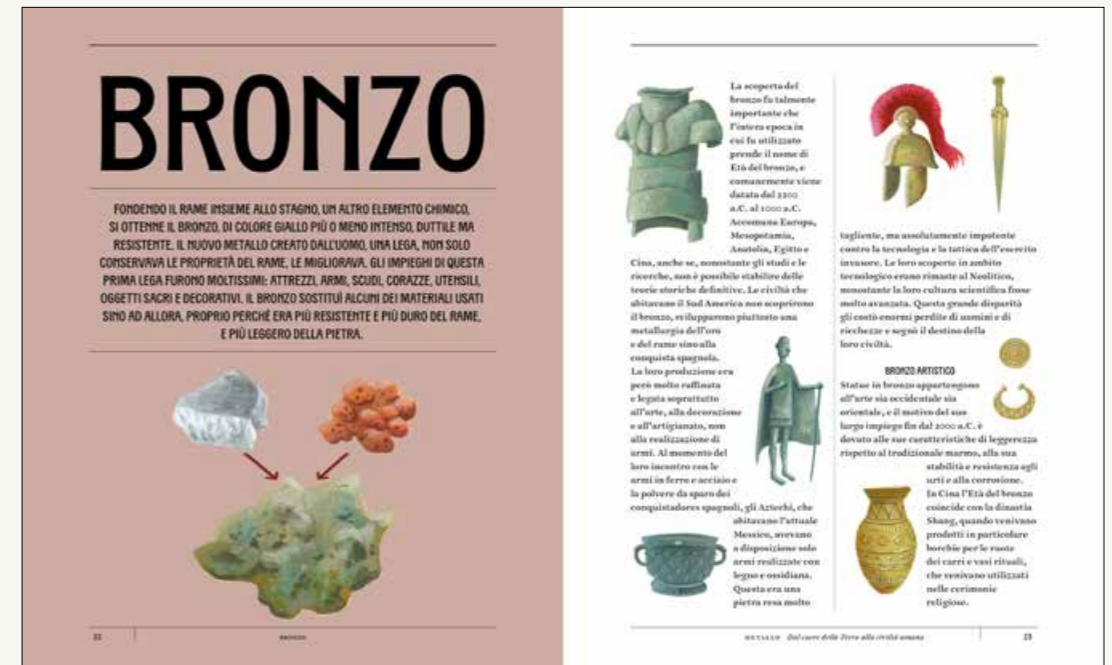 BRONZO
FONDENDO IL RAME INSIEME ALLO STAGNO, UN ALTRO ELEMENTO CHIMICO,
SI OTTENNE IL BRONZO, DI COLORE GIALLO PIÙ O MENO INTENSO, DUTTILE MA
RESISTENTE. IL NUOVO METALLO CREATO DALL'UOMO, UNA LEGA, NON SOLO
CONSERVAVA LE PROPRIETÀ DEL RAME, LE MIGLIORAVA. GLI IMPIEGHI DI QUESTA
PRIMA LEGA FURONO MOLTISSIMI: ATTREZZI, ARMI, SCUDI, CORAZZE, UTENSILI,
OGGETTI SACRI E DECORATIVI. IL BRONZO SOSTITUÌ ALCUNI DEI MATERIALI USATI
SINO AD ALLORA, PROPRIO PERCHÉ ERA PIÙ RESISTENTE E PIÙ DURO DEL RAME,
E PIÙ LEGGERO DELLA PIETRA.
22
BRONZO
La scoperta del
bronzo fu talmente
importante che
l'intera epoca in
cui fu utilizzato
prende il nome di
Età del bronzo, e
comunemente viene
datata dal 2200
a.C. al 1000 a.C.
Accomuna Europa,
Mesopotamia,
Anatolia, Egitto e
Cina, anche se, nonostante gli studi e le
ricerche, non è possibile stabilire delle
teorie storiche definitive. Le civiltà che
abitavano il Sud America non scoprirono
il bronzo, svilupparono piuttosto una
metallurgia dell'oro
e del rame sino alla
conquista spagnola.
La loro produzione era
però molto raffinata
e legata soprattutto
all'arte, alla decorazione
e all'artigianato, non
alla realizzazione di
armi. Al momento del
loro incontro con le
armi in ferro e acciaio e
la polvere da sparo dei
conquistadores spagnoli, gli Aztechi, che
abitavano l'attuale
Messico, avevano
a disposizione solo
armi realizzate con
legno e ossidiana.
Questa era una
pietra resa molto
tagliente, ma assolutamente impotente
contro la tecnologia e la tattica dell'esercito
invasore. Le loro scoperte in ambito
tecnologico erano rimaste al Neolitico,
nonostante la loro cultura scientifica fosse
molto avanzata. Questa grande disparità
gli costò enormi perdite di uomini e di
ricchezze e segnò il destino della
loro civiltà.
BRONZO ARTISTICO
Statue in bronzo appartengono
all'arte sia occidentale sia
orientale, e il motivo del suo
largo impiego fin dal 2000 a.C. è
dovuto alle sue caratteristiche di leggerezza
rispetto al tradizionale marmo, alla sua
stabilità e resistenza agli
urti e alla corrosione.
In Cina l'Età del bronzo
coincide con la dinastia
Shang, quando venivano
prodotti in particolare
borchie per le ruote
dei carri e vasi rituali,
che venivano utilizzati
nelle cerimonie
religiose.
METALLO Dal cuore della Terra alla civiltà umana
23